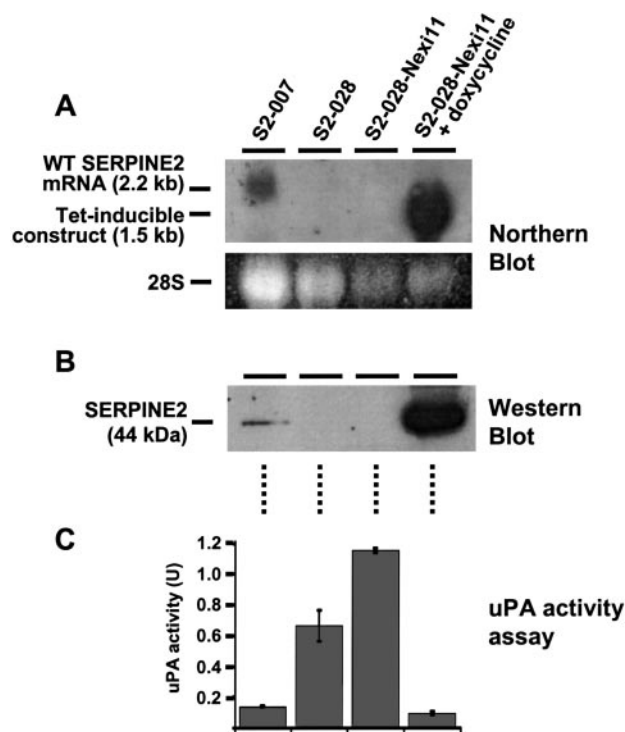 A
S2-007
S2-028
S2-028-Nexi11
S2-028-Nexi11
+ doxycycline
WT SERPINE2
mRNA (2.2 kb)
Tet-inducible
construct (1.5 kb)
Northern
Blot
28S
B
SERPINE2
(44 kDa)
Western
Blot
C
uPA activity (U)
1.2
1.0
0.8
0.6
0.4
0.2
uPA activity
assay